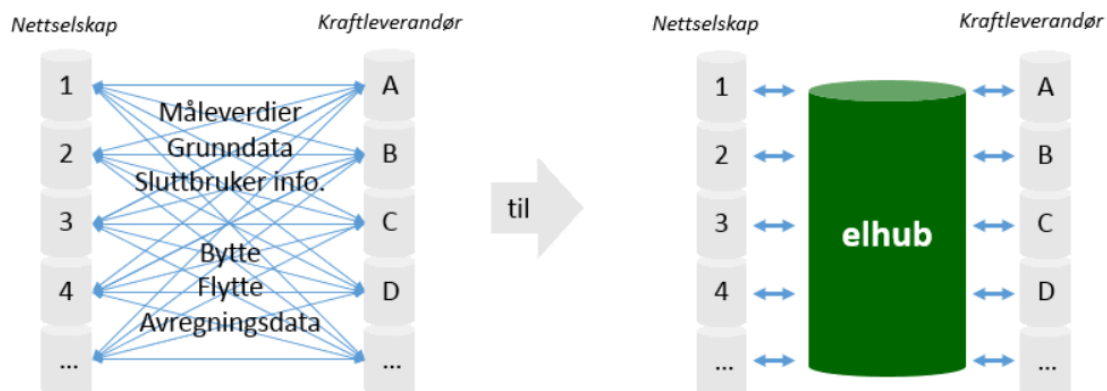 Nettselskap
Kraftleverandør
1
2
3
4
...
Måleverdier
Grunndata
Sluttbruker info.
Bytte
Flytte
Avregningsdata
A
B
C
D
...
til
Nettselskap
Kraftleverandør
1
2
3
4
...
elhub
A
B
C
D
...